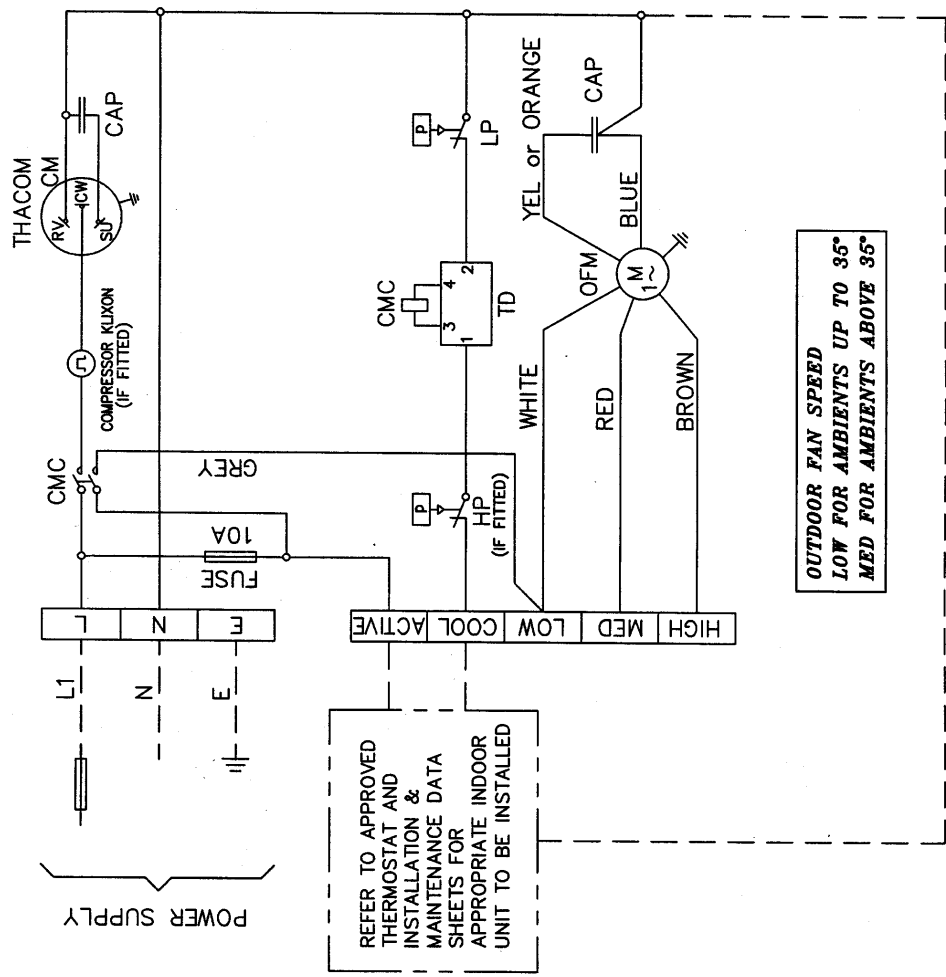 POWER SUPPLY
L1
N
E
L
N
E
FUSE
10A
CMC
GREY
COMPRESSOR KLIXON
(IF FITTED)
THACOM
CM
RV
CW
SU
CAP
REFER TO APPROVED
THERMOSTAT AND
INSTALLATION &
MAINTENANCE DATA
SHEETS FOR
APPROPRIATE INDOOR
UNIT TO BE INSTALLED
ACTIVE
COOL
LOW
MED
HIGH
P
HP
(IF FITTED)
CMC
3
4
1
2
TD
P
LP
WHITE
RED
BROWN
OFM
M
1~
YEL or ORANGE
BLUE
CAP
OUTDOOR FAN SPEED
LOW FOR AMBIENTS UP TO 35°
MED FOR AMBIENTS ABOVE 35°